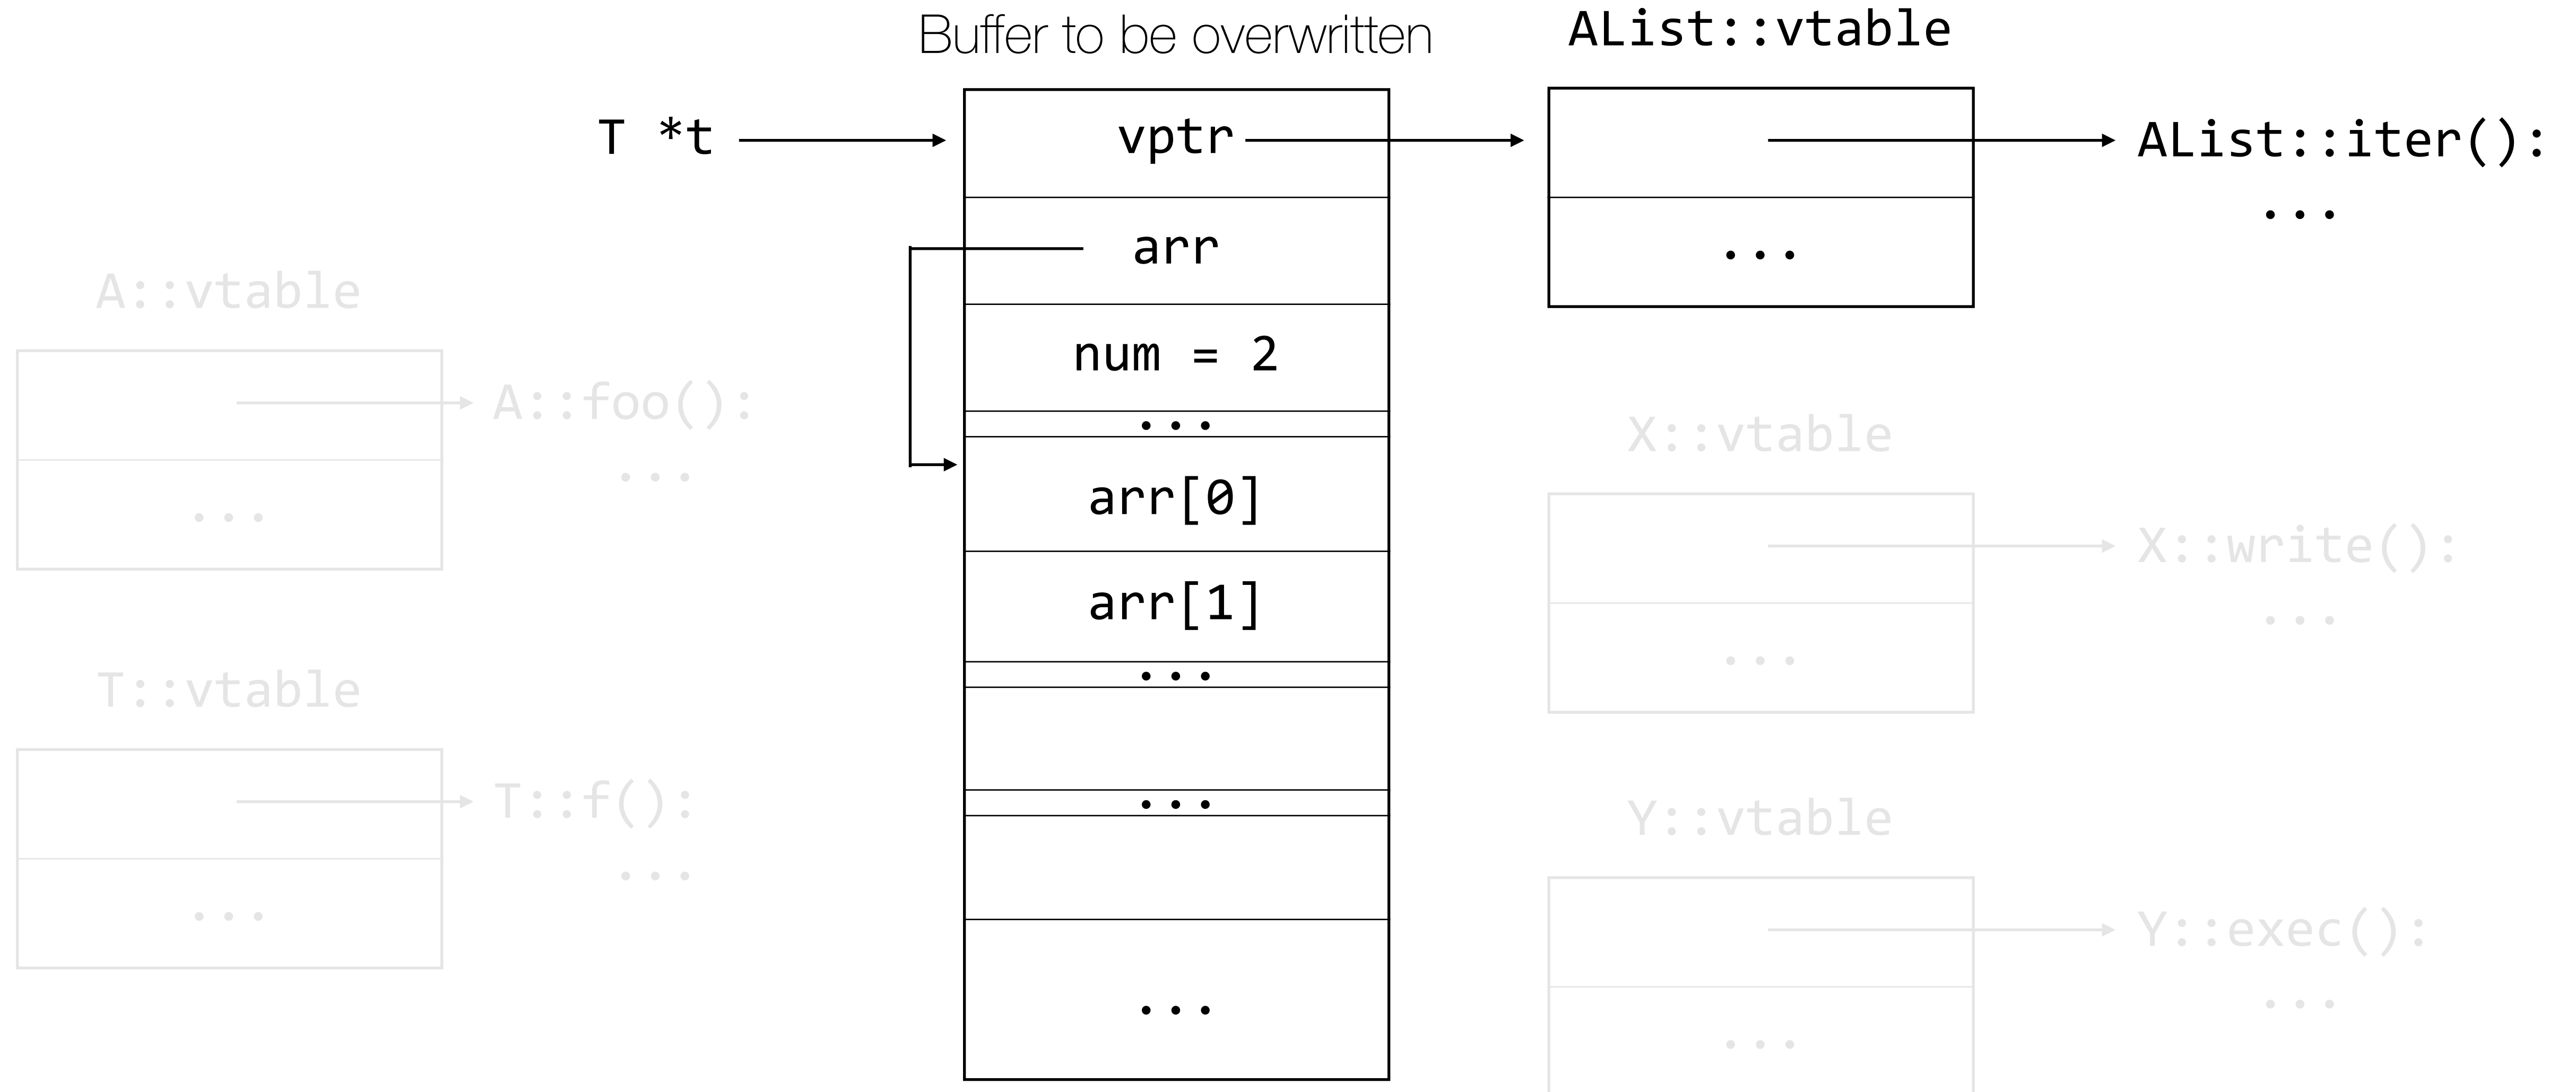 Buffer to be overwritten
AList::vtable
T *t
vptr
AList::iter():
...
arr
...
A::vtable
num = 2
A::foo():
...
X::vtable
...
arr[0]
...
X::write():
...
arr[1]
...
T::vtable
...
T::f():
...
...
Y::vtable
...
Y::exec():
...
...
...